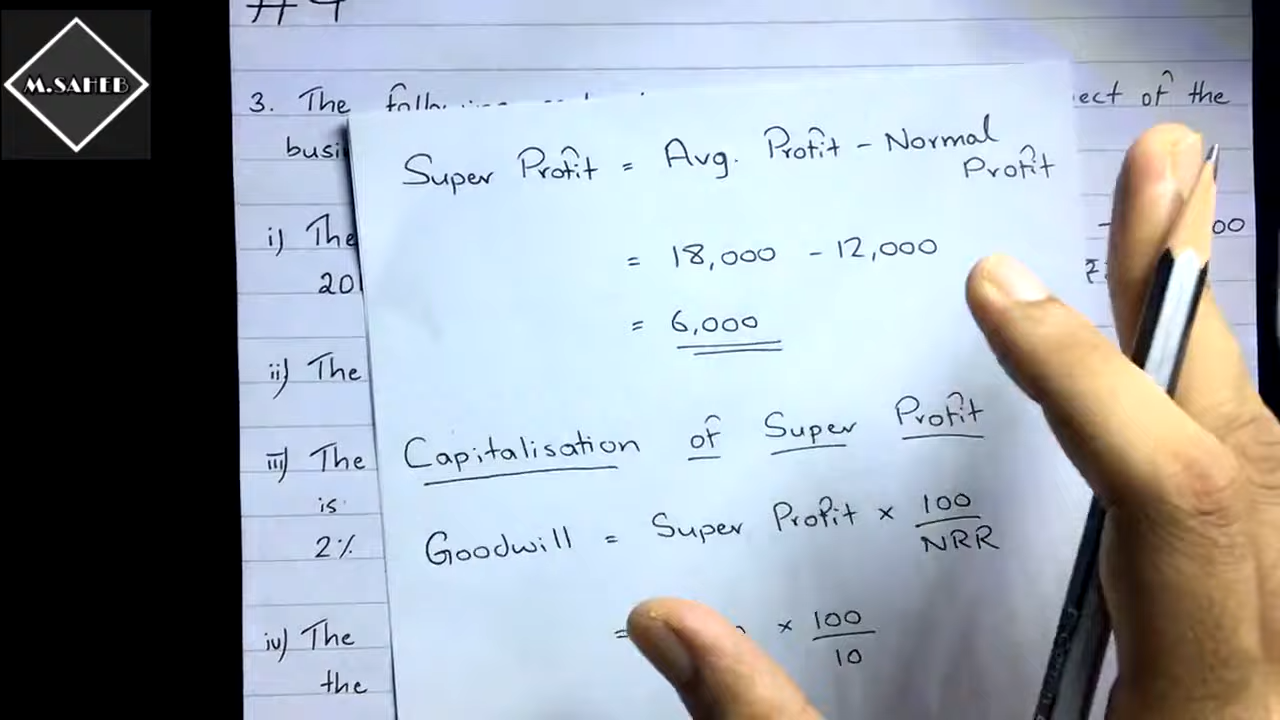 #4
M.SAHEB
3. The ect of the
busi
Super Profit = Avg. Profit - Normal
Profit
i) The 00
20 ₹
= 18,000 - 12,000
= 6,000
ii) The
Capitalisation of Super Profit
iii) The
is
2%
Goodwill = Super Profit × 100
NRR
iv) The
the
= × 100
10